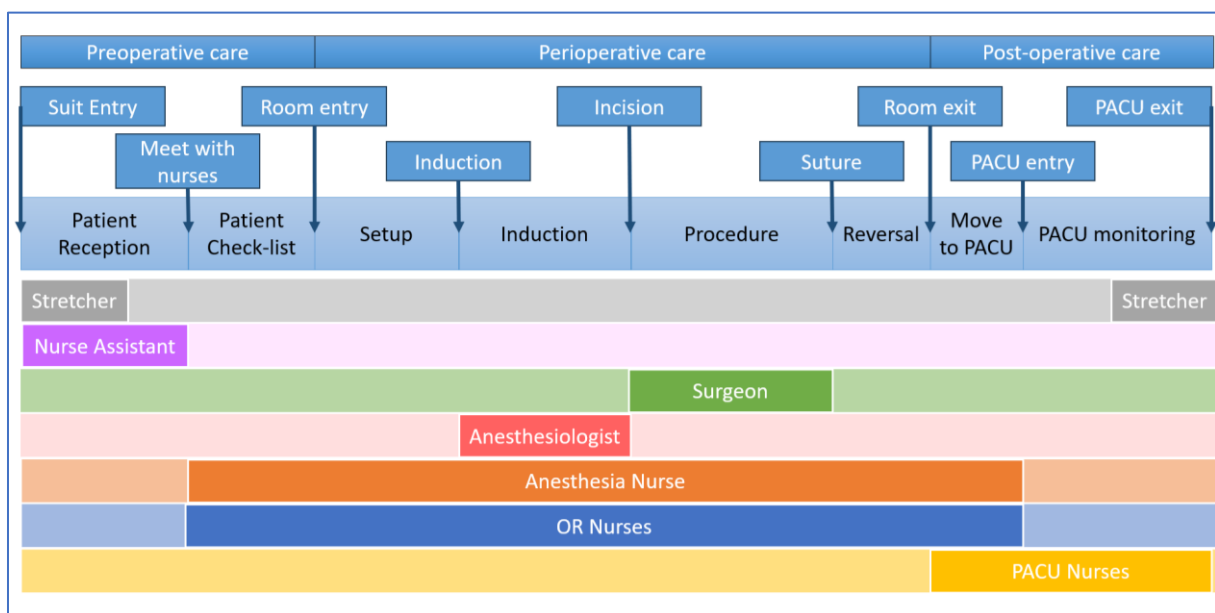 Preoperative care
Perioperative care
Post-operative care
Suit Entry
Room entry
Incision
Room exit
PACU exit
Meet with
nurses
Induction
Suture
PACU entry
Patient
Reception
Patient
Check-list
Setup
Induction
Procedure
Reversal
Move
to PACU
PACU monitoring
Stretcher
Stretcher
Nurse Assistant
Surgeon
Anesthesiologist
Anesthesia Nurse
OR Nurses
PACU Nurses